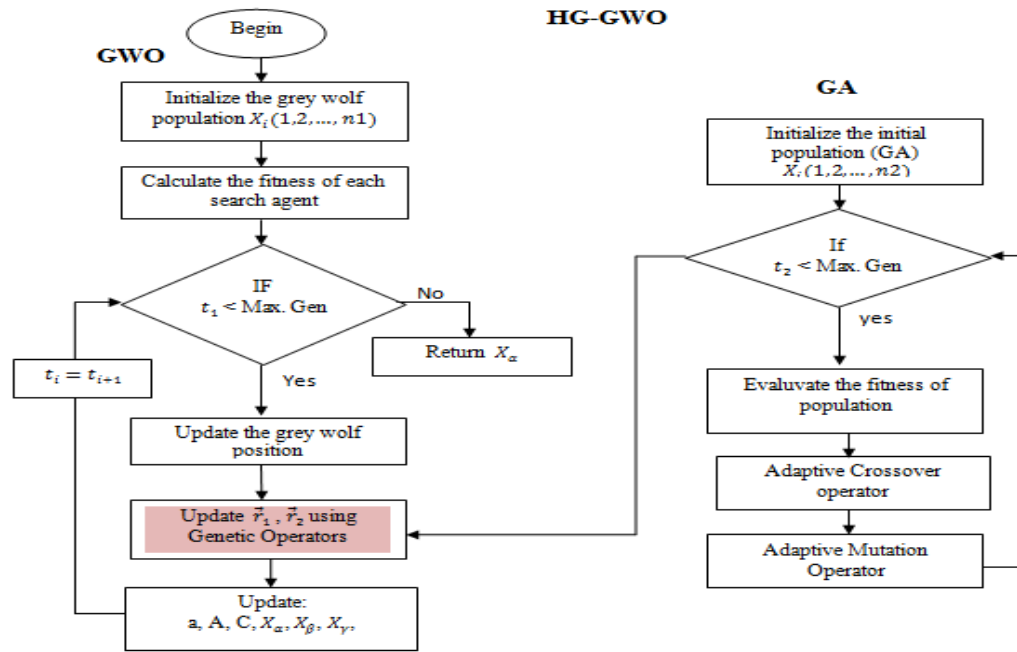 HG-GWO
GWO
Begin
Initialize the grey wolf
population X_i(1,2,…,n1)
Calculate the fitness of each
search agent
IF
t_1 < Max. Gen
No
Return X_α
Yes
t_i = t_{i+1}
Update the grey wolf
position
Update r⃗_1, r⃗_2 using
Genetic Operators
Update:
a, A, C, X_α, X_β, X_γ,
GA
Initialize the initial
population (GA)
X_i(1,2,…,n2)
If
t_2 < Max. Gen
yes
Evaluvate the fitness of
population
Adaptive Crossover
operator
Adaptive Mutation
Operator